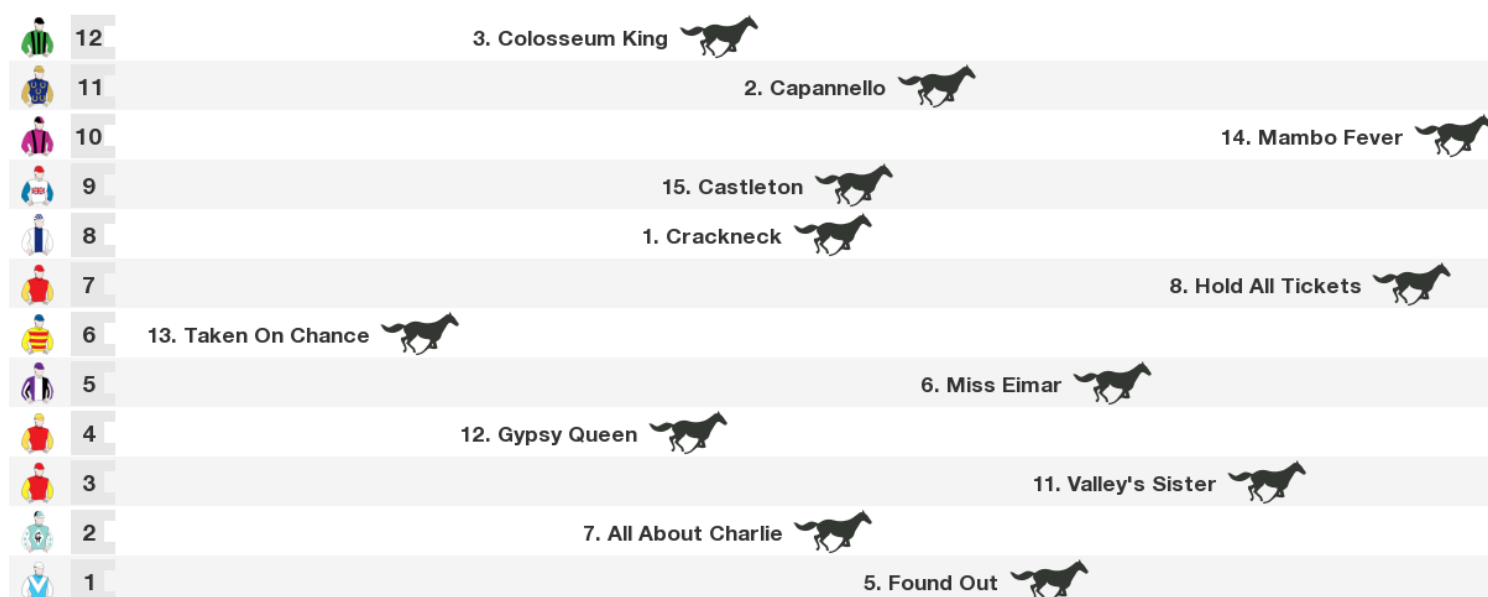 12 3. Colosseum King
11 2. Capannello
10 14. Mambo Fever
9 15. Castleton
8 1. Crackneck
7 8. Hold All Tickets
6 13. Taken On Chance
5 6. Miss Eimar
4 12. Gypsy Queen
3 11. Valley's Sister
2 7. All About Charlie
1 5. Found Out